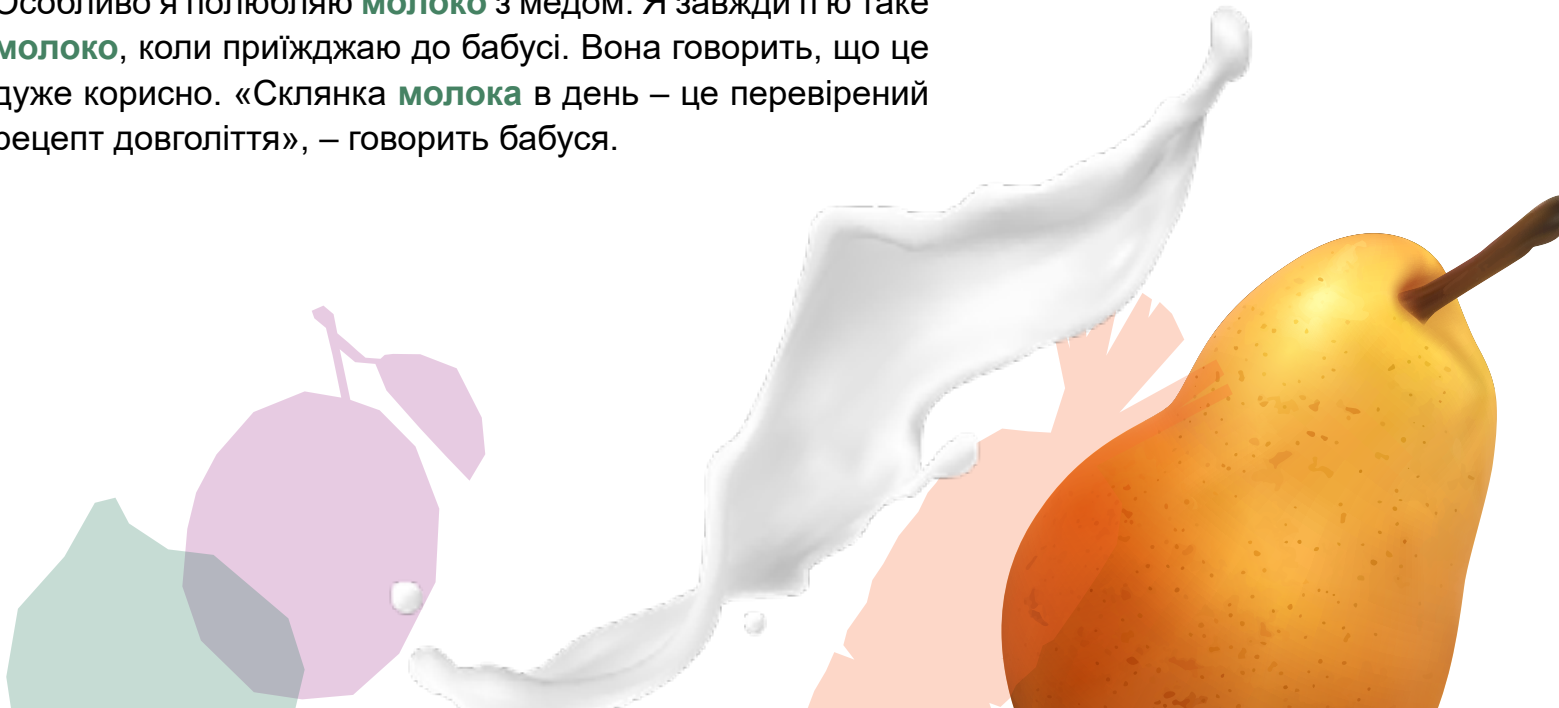 Особливо я полюбляю молоко з медом. Я завжди п'ю таке
молоко, коли приїжджаю до бабусі. Вона говорить, що це
дуже корисно. «Склянка молока в день – це перевірений
рецепт довголіття», – говорить бабуся.